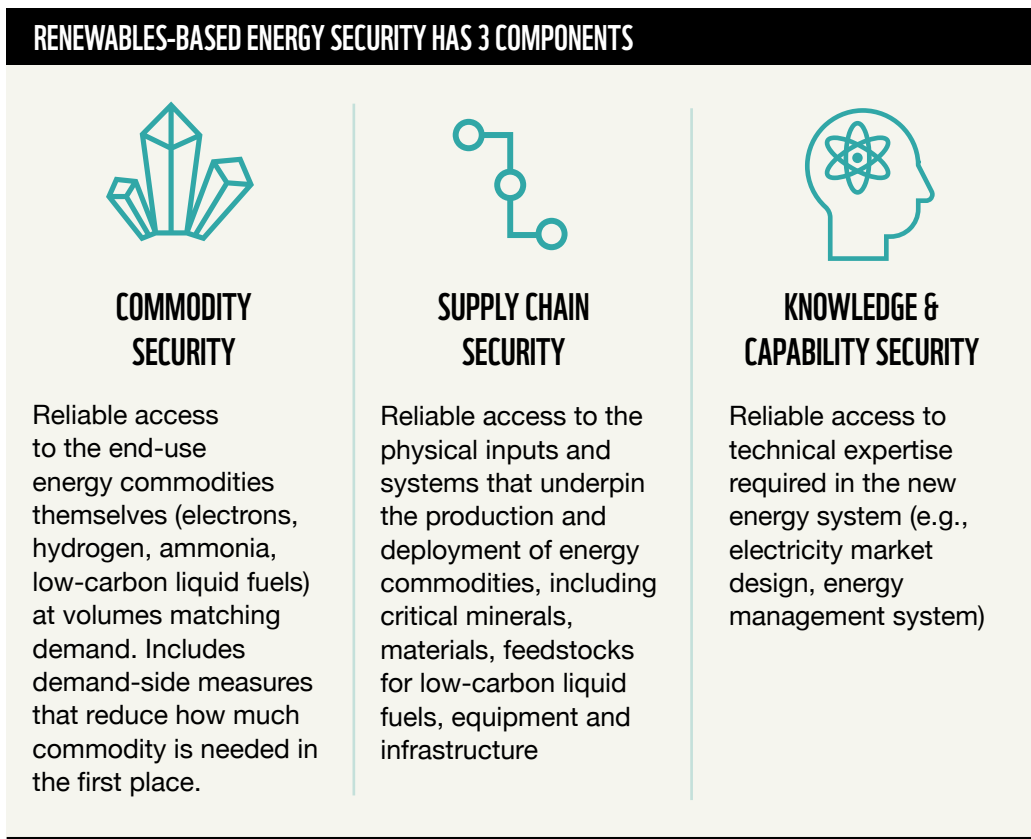 RENEWABLES-BASED ENERGY SECURITY HAS 3 COMPONENTS
COMMODITY
SECURITY
Reliable access
to the end-use
energy commodities
themselves (electrons,
hydrogen, ammonia,
low-carbon liquid fuels)
at volumes matching
demand. Includes
demand-side measures
that reduce how much
commodity is needed in
the first place.
SUPPLY CHAIN
SECURITY
Reliable access to the
physical inputs and
systems that underpin
the production and
deployment of energy
commodities, including
critical minerals,
materials, feedstocks
for low-carbon liquid
fuels, equipment and
infrastructure
KNOWLEDGE &
CAPABILITY SECURITY
Reliable access to
technical expertise
required in the new
energy system (e.g.,
electricity market
design, energy
management system)